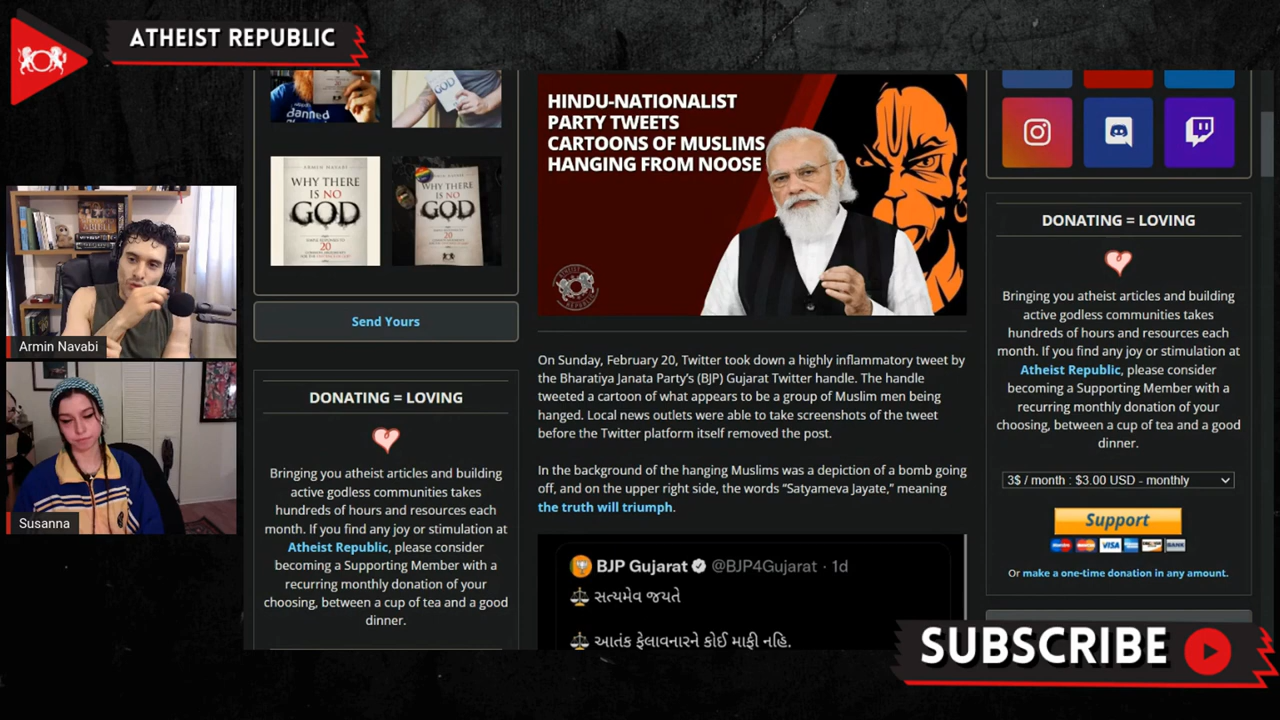 ATHEIST REPUBLIC
danned
GOD
ARMIN NAVABI
WHY THERE
IS NO
GOD
20
WHY THERE
IS NO
GOD
20
Send Yours
DONATING = LOVING
Bringing you atheist articles and building
active godless communities takes
hundreds of hours and resources each
month. If you find any joy or stimulation at
Atheist Republic, please consider
becoming a Supporting Member with a
recurring monthly donation of your
choosing, between a cup of tea and a good
dinner.
HINDU-NATIONALIST
PARTY TWEETS
CARTOONS OF MUSLIMS
HANGING FROM NOOSE
On Sunday, February 20, Twitter took down a highly inflammatory tweet by
the Bharatiya Janata Party's (BJP) Gujarat Twitter handle. The handle
tweeted a cartoon of what appears to be a group of Muslim men being
hanged. Local news outlets were able to take screenshots of the tweet
before the Twitter platform itself removed the post.
In the background of the hanging Muslims was a depiction of a bomb going
off, and on the upper right side, the words “Satyameva Jayate,” meaning
the truth will triumph.
BJP Gujarat @BJP4Gujarat · 1d
સત્યમેવ જયતે
આતંક ફેલાવનારને કોઈ માફી નહિ.
DONATING = LOVING
Bringing you atheist articles and building
active godless communities takes
hundreds of hours and resources each
month. If you find any joy or stimulation at
Atheist Republic, please consider
becoming a Supporting Member with a
recurring monthly donation of your
choosing, between a cup of tea and a good
dinner.
3$ / month : $3.00 USD - monthly
Support
VISA
BANK
Or make a one-time donation in any amount.
Armin Navabi
Susanna
SUBSCRIBE